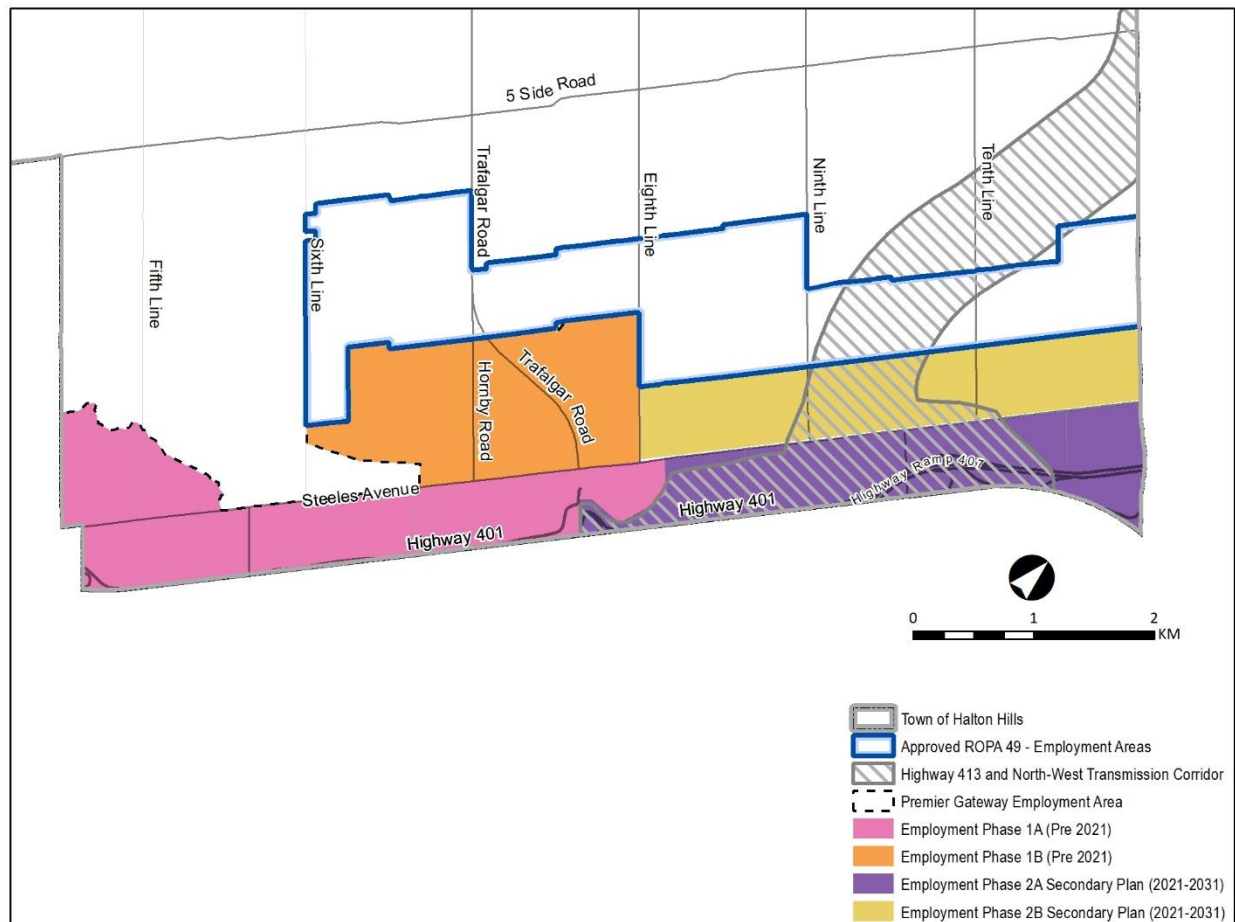 5 Side Road
Fifth Line
Sixth Line
Trafalgar Road
Eighth Line
Ninth Line
Tenth Line
Hornby Road
Trafalgar Road
Steeles Avenue
Highway 401
Highway 401
Highway Ramp 401
0 1 2
KM
Town of Halton Hills
Approved ROPA 49 - Employment Areas
Highway 413 and North-West Transmission Corridor
Premier Gateway Employment Area
Employment Phase 1A (Pre 2021)
Employment Phase 1B (Pre 2021)
Employment Phase 2A Secondary Plan (2021-2031)
Employment Phase 2B Secondary Plan (2021-2031)